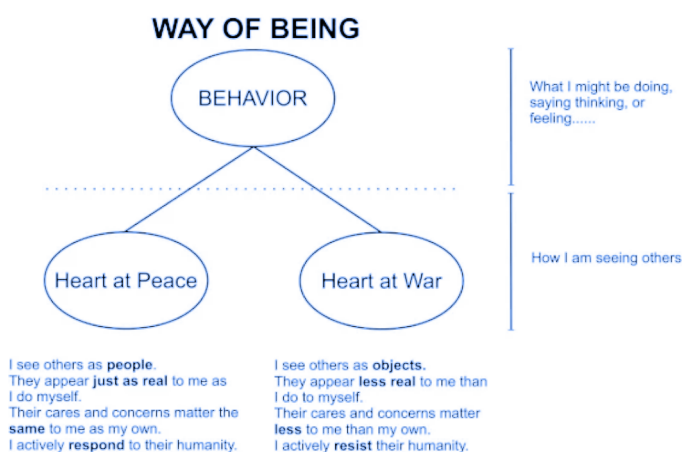 WAY OF BEING
BEHAVIOR
What I might be doing,
saying thinking, or
feeling......
Heart at Peace
Heart at War
How I am seeing others
I see others as people.
They appear just as real to me as
I do myself.
Their cares and concerns matter the
same to me as my own.
I actively respond to their humanity.
I see others as objects.
They appear less real to me than
I do to myself.
Their cares and concerns matter
less to me than my own.
I actively resist their humanity.